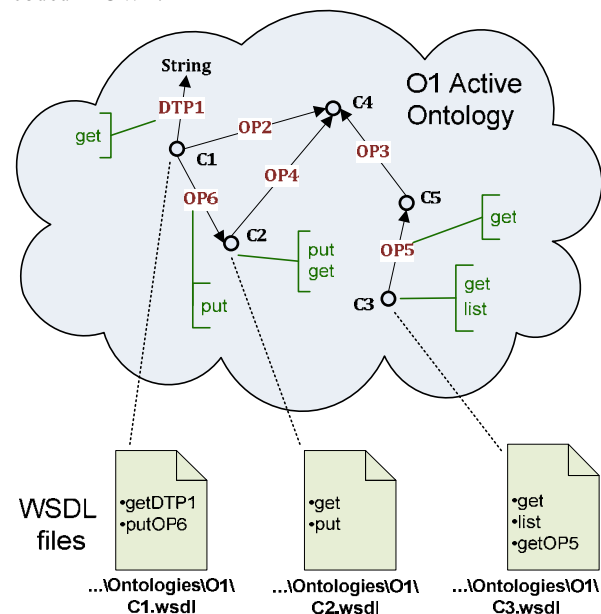 String
C4
O1 Active
Ontology
DTP1
get
OP2
OP3
C1
OP4
OP6
C5
get
C2
put
get
OP5
put
C3
get
list
WSDL
files
•getDTP1
•putOP6
•get
•put
•get
•list
•getOP5
...\Ontologies\O1\
C1.wsdl
...\Ontologies\O1\
C2.wsdl
...\Ontologies\O1\
C3.wsdl